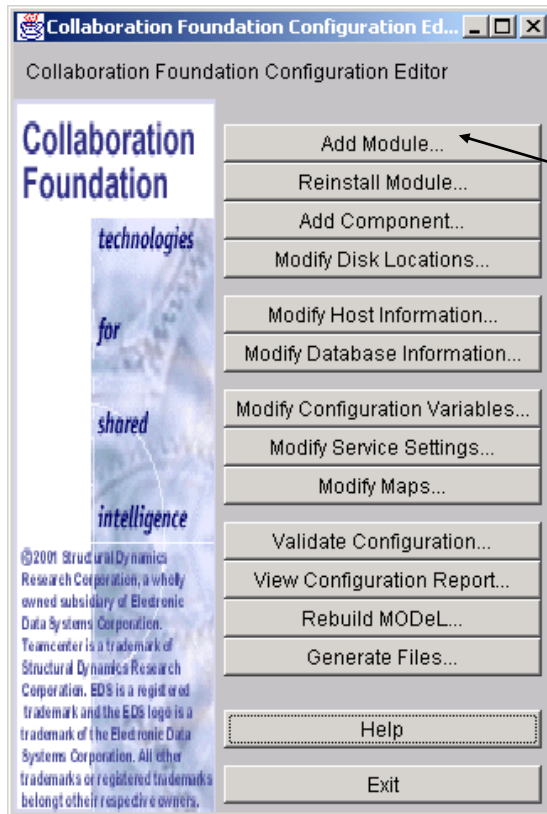 Collaboration Foundation Configuration Ed...
Collaboration Foundation Configuration Editor
Collaboration
Foundation
technologies
for
shared
intelligence
©2001 Structural Dynamics
Research Corporation, a wholly
owned subsidiary of Electronic
Data Systems Corporation.
Teamcenter is a trademark of
Structural Dynamics Research
Corporation. EDS is a registered
trademark and the EDS logo is a
trademark of the Electronic Data
Systems Corporation. All other
trademarks or registered trademarks
belong to their respective owners.
Add Module...
Reinstall Module...
Add Component...
Modify Disk Locations...
Modify Host Information...
Modify Database Information...
Modify Configuration Variables...
Modify Service Settings...
Modify Maps...
Validate Configuration...
View Configuration Report...
Rebuild MODeL...
Generate Files...
Help
Exit